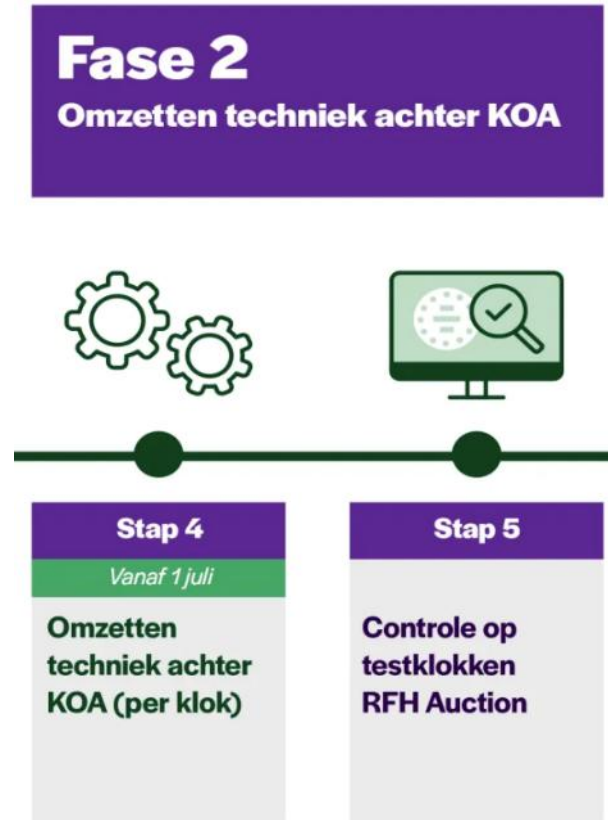 Fase 2
Omzetten techniek achter KOA
Stap 4
Vanaf 1 juli
Omzetten
techniek achter
KOA (per klok)
Stap 5
Controle op
testklokken
RFH Auction